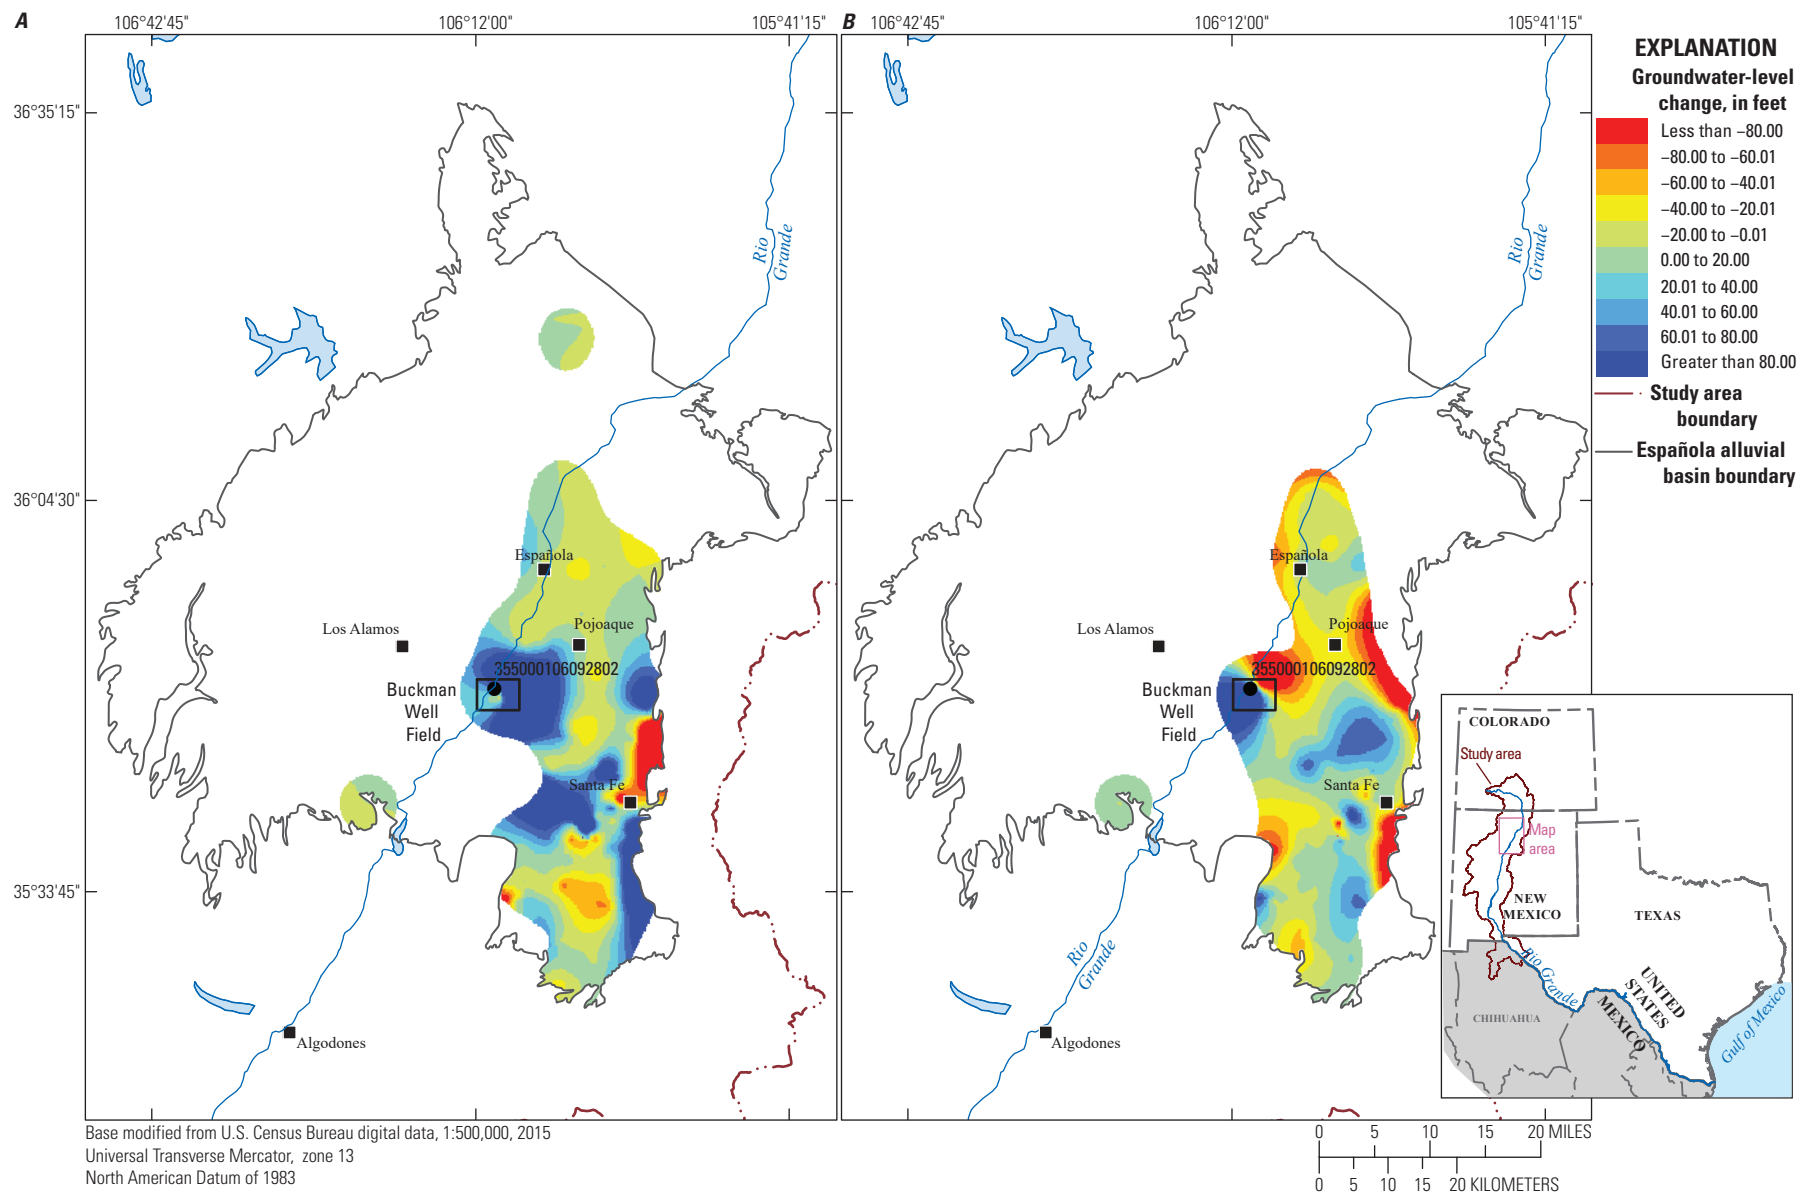 A
106°42'45"
106°12'00"
105°41'15"
B
106°42'45"
106°12'00"
105°41'15"
36°35'15"
36°04'30"
35°33'45"
Rio
Grande
Española
Los Alamos
Pojoaque
355000106092802
Buckman
Well
Field
Santa Fe
Algodones
Rio
Grande
Española
Los Alamos
Pojoaque
355000106092802
Buckman
Well
Field
Santa Fe
Rio
Grande
Algodones
EXPLANATION
Groundwater-level
change, in feet
Less than −80.00
−80.00 to −60.01
−60.00 to −40.01
−40.00 to −20.01
−20.00 to −0.01
0.00 to 20.00
20.01 to 40.00
40.01 to 60.00
60.01 to 80.00
Greater than 80.00
Study area
boundary
Española alluvial
basin boundary
COLORADO
Study area
Map
area
NEW
MEXICO
TEXAS
Rio Grande
UNITED
STATES
MEXICO
CHIHUAHUA
Gulf of Mexico
Base modified from U.S. Census Bureau digital data, 1:500,000, 2015
Universal Transverse Mercator, zone 13
North American Datum of 1983
0 5 10 15 20 MILES
0 5 10 15 20 KILOMETERS